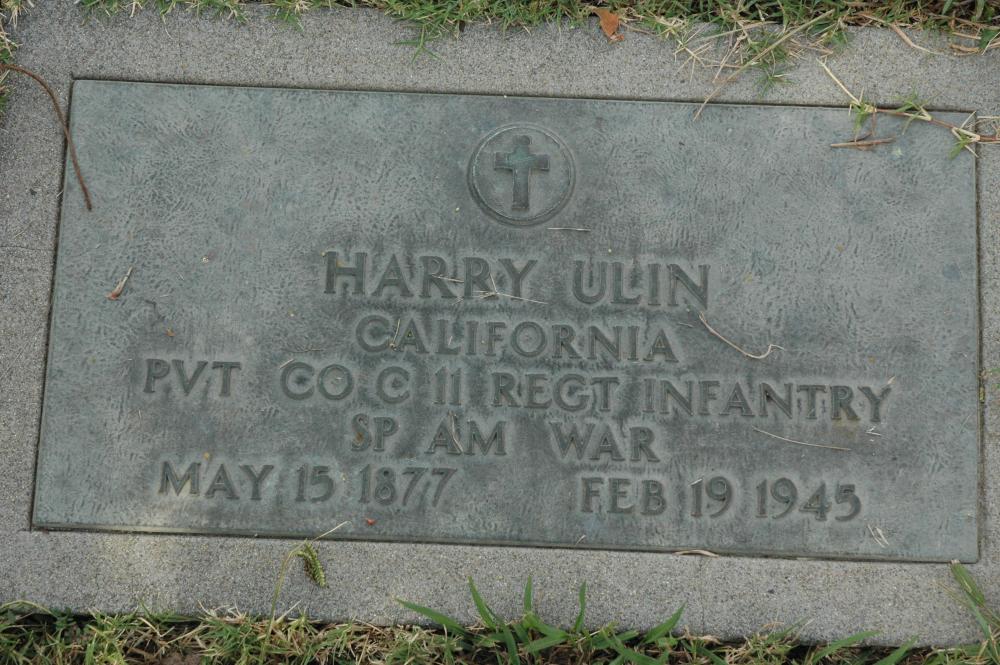 HARRY ULIN
CALIFORNIA
PVT CO C 11 REGT INFANTRY
SP AM WAR
MAY 15 1877 FEB 19 1945